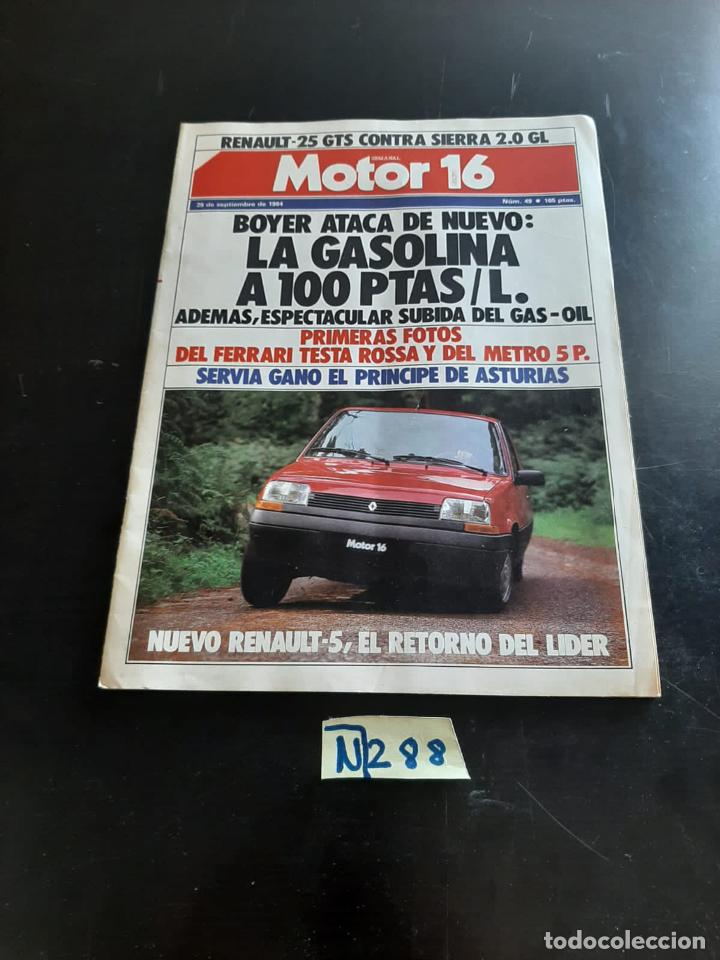 RENAULT-25 GTS CONTRA SIERRA 2.0 GL
SEMANAL
Motor 16
29 de septiembre de 1984
Núm. 49 ● 165 ptas.
BOYER ATACA DE NUEVO:
LA GASOLINA
A 100 PTAS/L.
ADEMAS, ESPECTACULAR SUBIDA DEL GAS-OIL
PRIMERAS FOTOS
DEL FERRARI TESTA ROSSA Y DEL METRO 5 P.
SERVIA GANO EL PRINCIPE DE ASTURIAS
Motor 16
NUEVO RENAULT-5, EL RETORNO DEL LIDER
N 288
todocoleccion